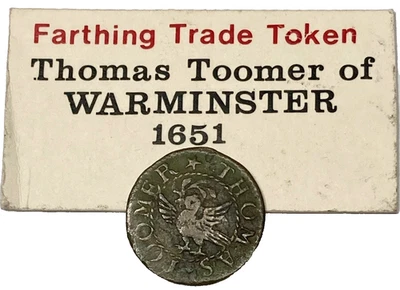 Farthing Trade Token
Thomas Toomer of
WARMINSTER
1651
THOMAS TOOMER